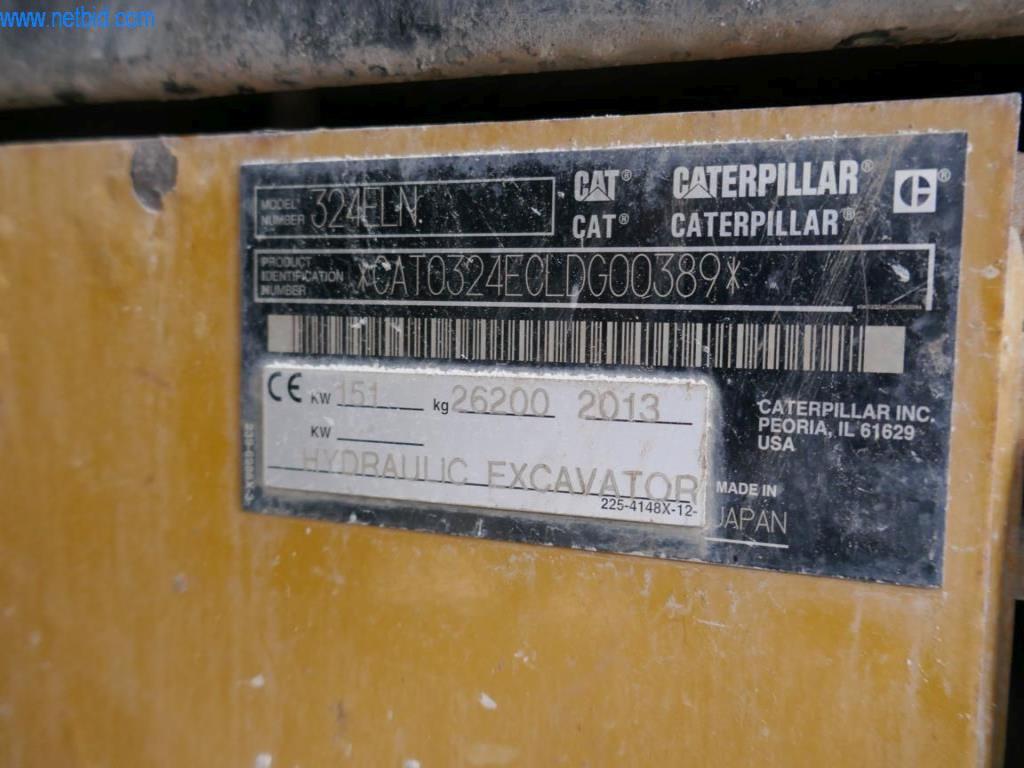 www.netbid.com
MODEL NUMBER 324ELN
CAT® CATERPILLAR® ®
CAT® CATERPILLAR®
PRODUCT IDENTIFICATION NUMBER *CAT0324ECLDG00389*
CE KW 151 kg 26200 2013
KW
HYDRAULIC EXCAVATOR
225-4148X-12-
CATERPILLAR INC.
PEORIA, IL 61629
USA
MADE IN
JAPAN